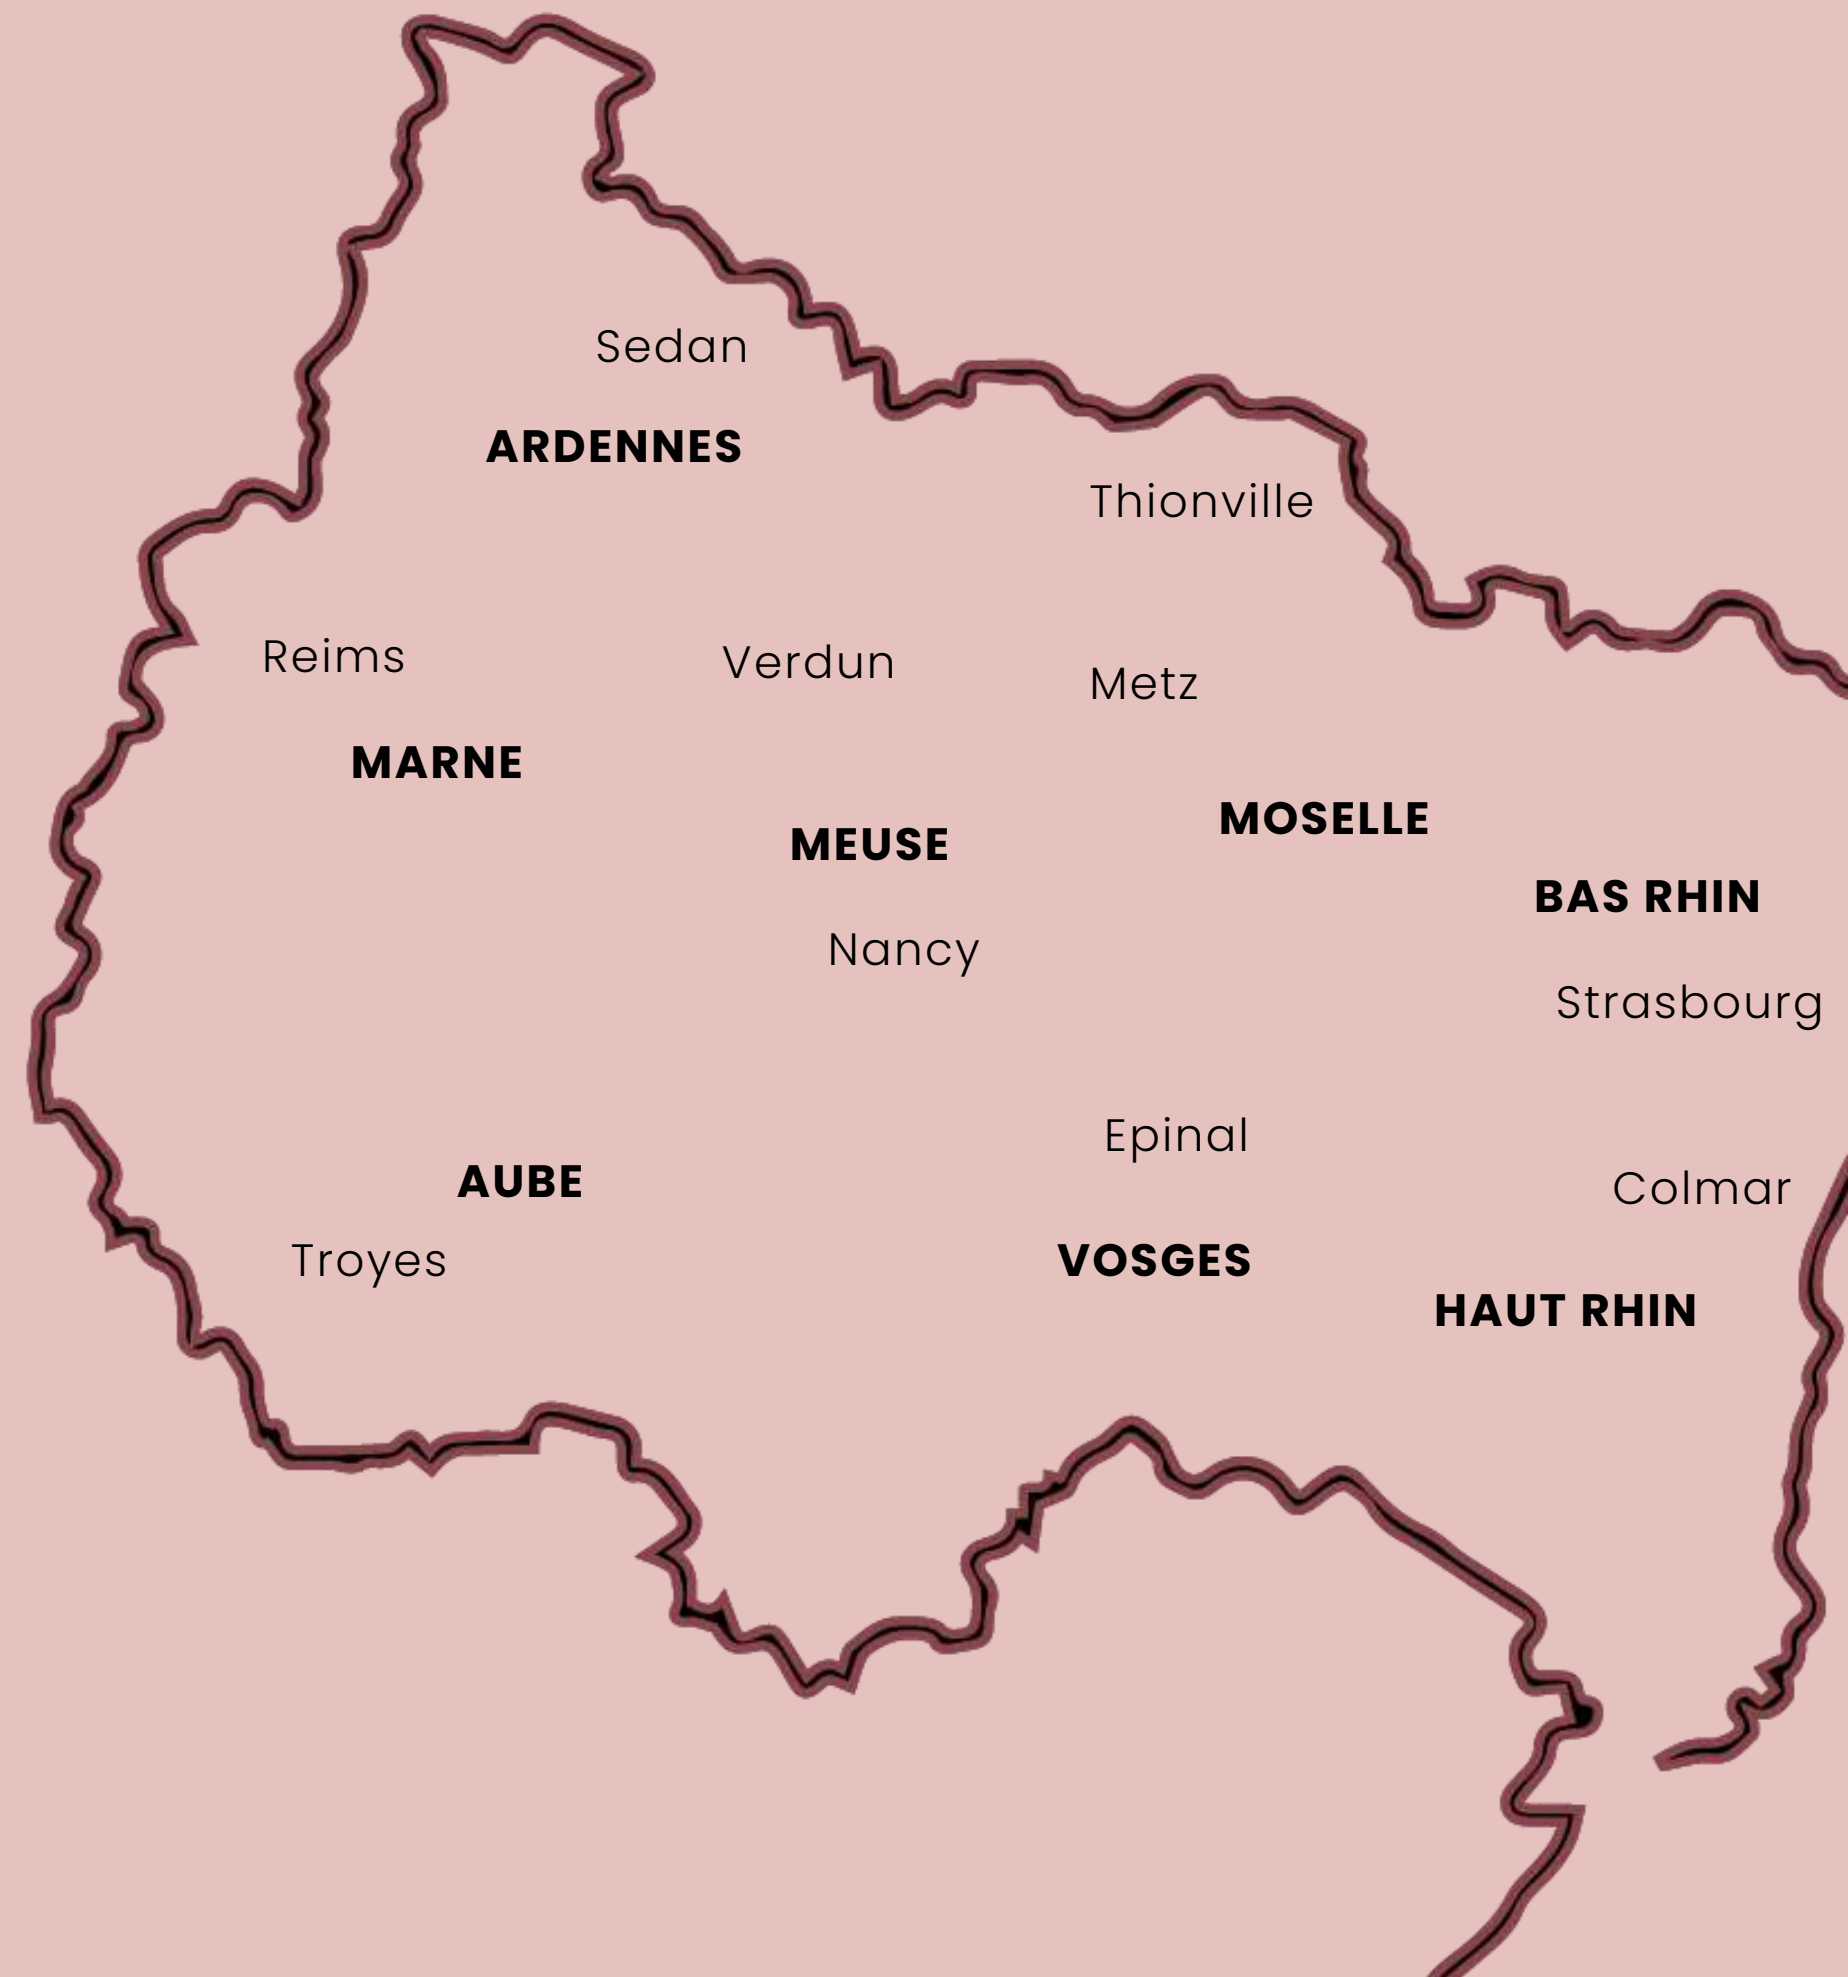 Sedan
ARDENNES
Thionville
Reims
Verdun
Metz
MARNE
MOSELLE
MEUSE
BAS RHIN
Nancy
Strasbourg
Epinal
AUBE
Colmar
Troyes
VOSGES
HAUT RHIN